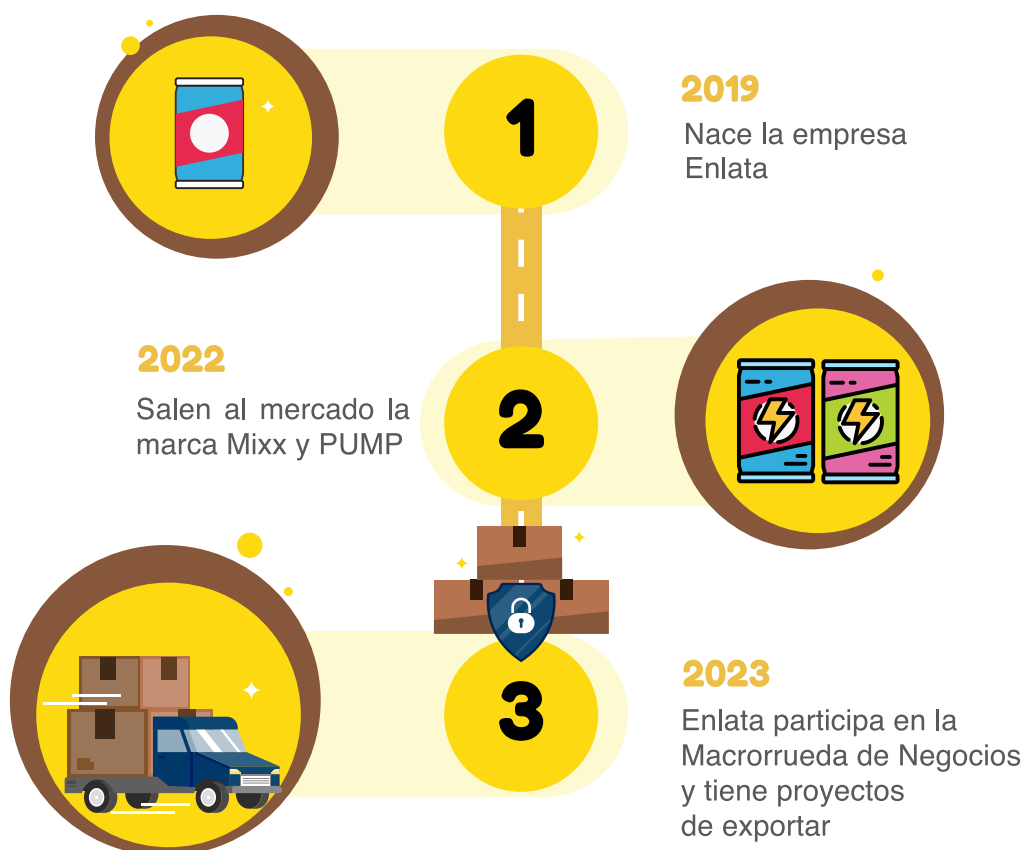 1
2019
Nace la empresa
Enlata
2022
Salen al mercado la
marca Mixx y PUMP
2
3
2023
Enlata participa en la
Macrorrueda de Negocios
y tiene proyectos
de exportar